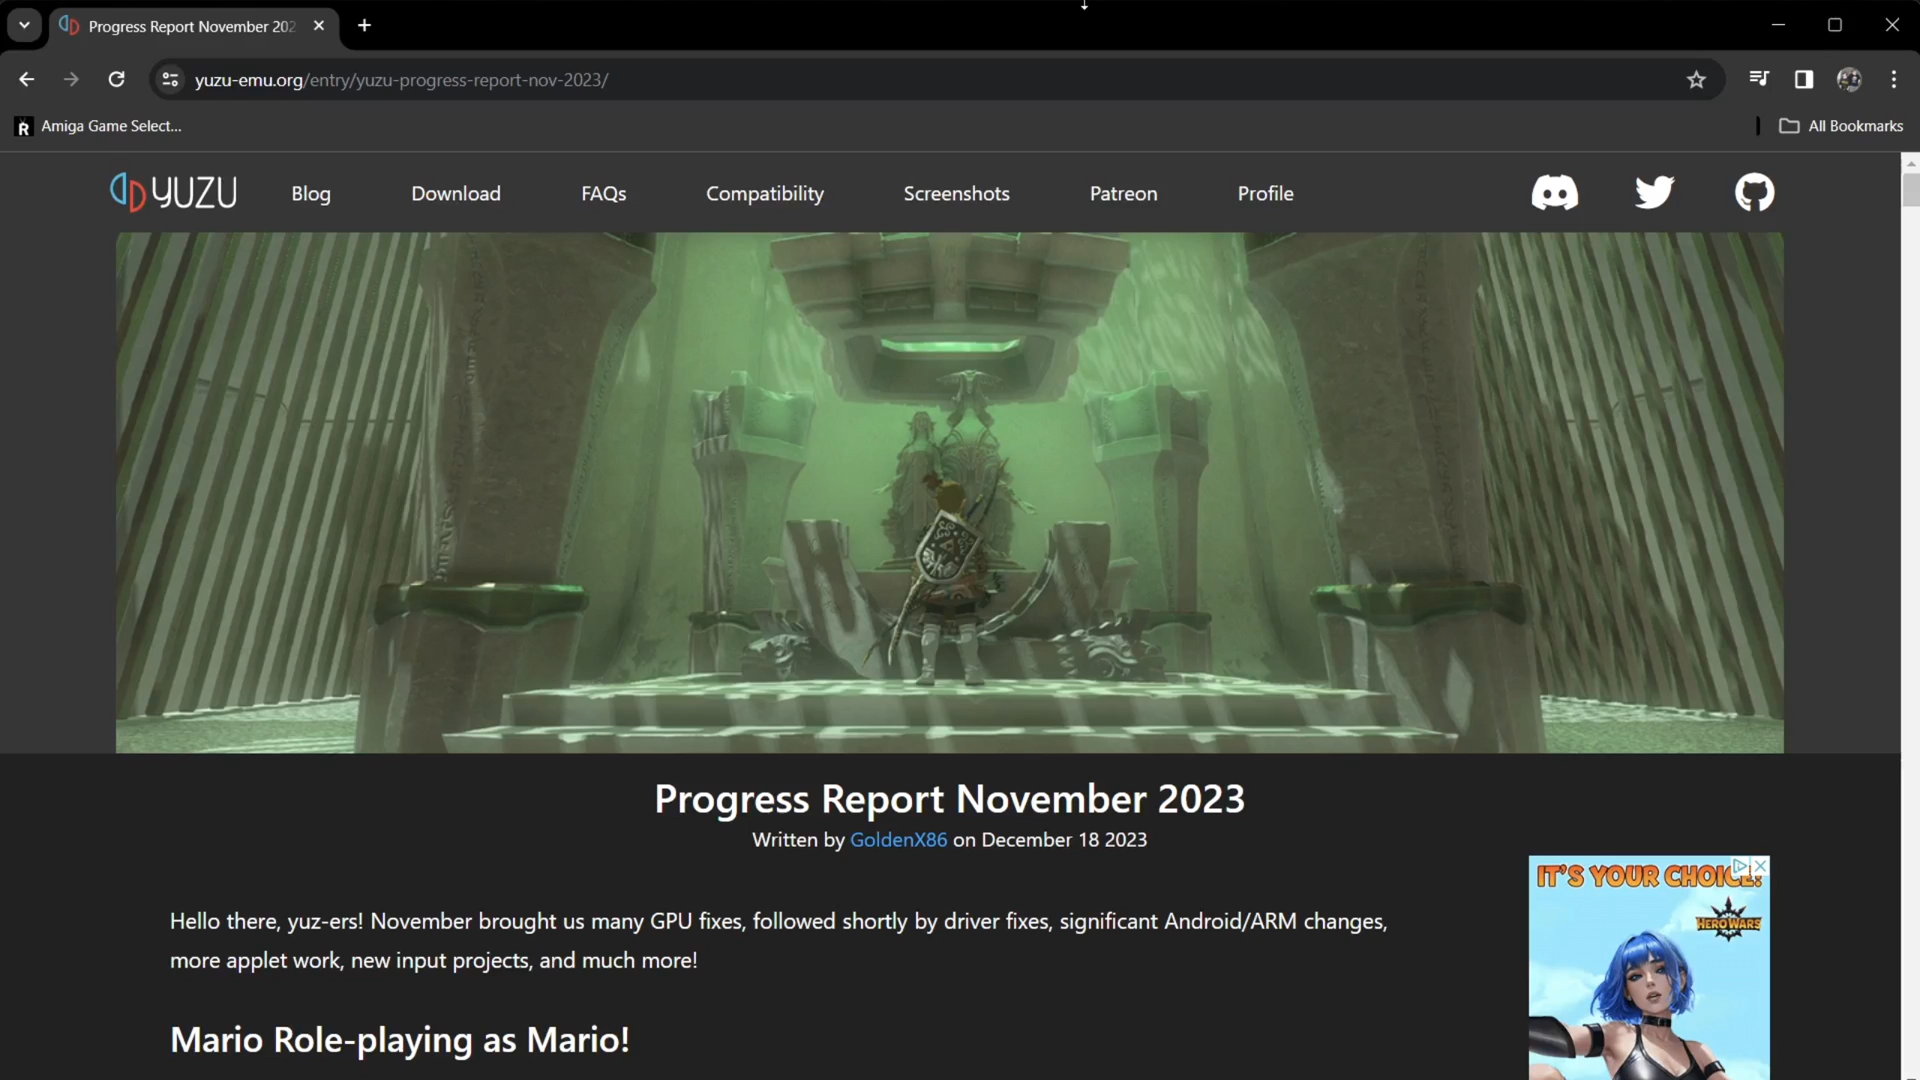 Progress Report November 202
yuzu-emu.org/entry/yuzu-progress-report-nov-2023/
R Amiga Game Select...
All Bookmarks
YUZU
Blog
Download
FAQs
Compatibility
Screenshots
Patreon
Profile
Progress Report November 2023
Written by GoldenX86 on December 18 2023
IT'S YOUR CHOICE!
HERO WARS
Hello there, yuz-ers! November brought us many GPU fixes, followed shortly by driver fixes, significant Android/ARM changes,
more applet work, new input projects, and much more!
Mario Role-playing as Mario!